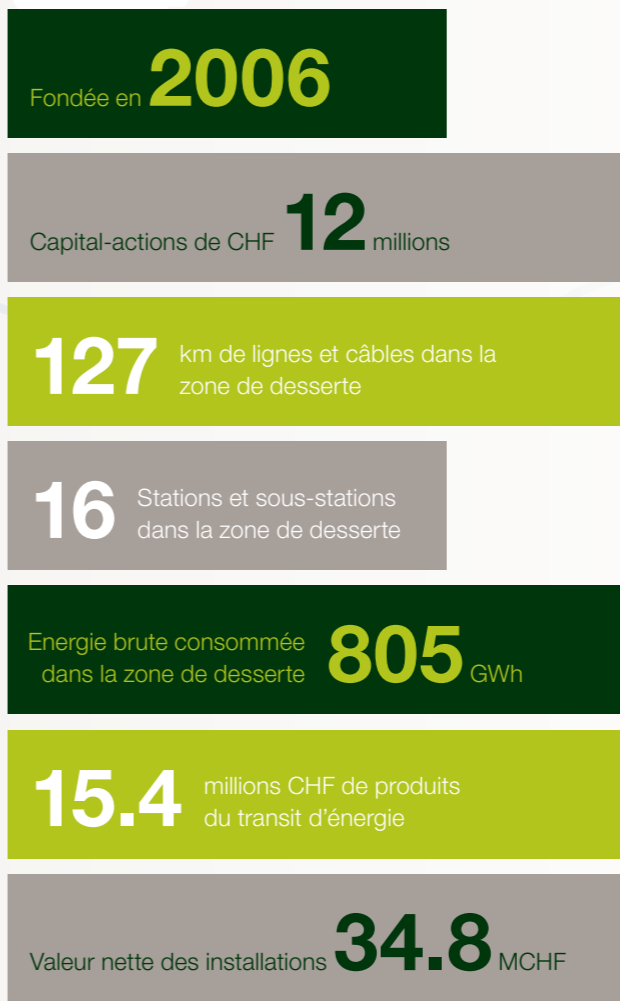 Fondée en 2006
Capital-actions de CHF 12 millions
127 km de lignes et câbles dans la
zone de desserte
16 Stations et sous-stations
dans la zone de desserte
Energie brute consommée
dans la zone de desserte 805 GWh
15.4 millions CHF de produits
du transit d'énergie
Valeur nette des installations 34.8 MCHF